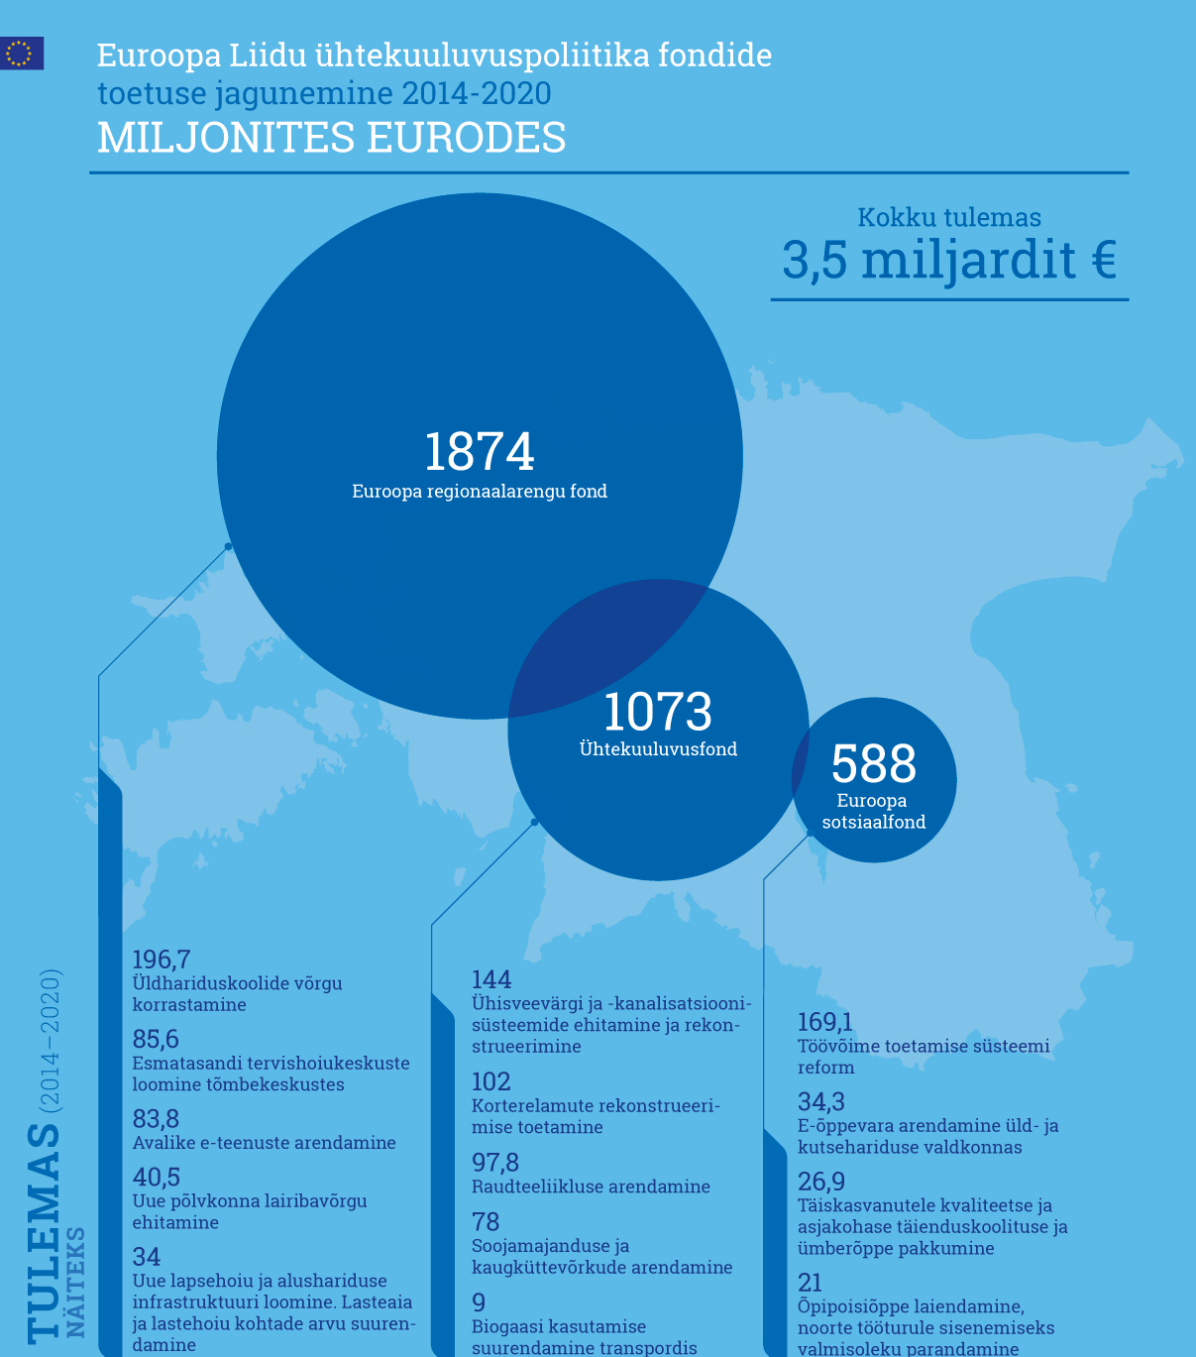 Euroopa Liidu ühtekuuluvuspoliitika fondide
toetuse jagunemine 2014-2020
MILJONITES EURODES
Kokku tulemas
3,5 miljardit €
1874
Euroopa regionaalarengu fond
1073
Ühtekuuluvusfond
588
Euroopa
sotsiaalfond
TULEMAS (2014–2020)
NÄITEKS
196,7
Üldhariduskoolide võrgu
korrastamine
85,6
Esmatasandi tervishoiukeskuste
loomine tõmbekeskustes
83,8
Avalike e-teenuste arendamine
40,5
Uue põlvkonna lairibavõrgu
ehitamine
34
Uue lapsehoiu ja alushariduse
infrastruktuuri loomine. Lasteaia
ja lastehoiu kohtade arvu suuren-
damine
144
Ühisveevärgi ja -kanalisatsiooni-
süsteemide ehitamine ja rekon-
strueerimine
102
Korterelamute rekonstrueeri-
mise toetamine
97,8
Raudteeliikluse arendamine
78
Soojamajanduse ja
kaugküttevõrkude arendamine
9
Biogaasi kasutamise
suurendamine transpordis
169,1
Töövõime toetamise süsteemi
reform
34,3
E-õppevara arendamine üld- ja
kutsehariduse valdkonnas
26,9
Täiskasvanutele kvaliteetse ja
asjakohase täienduskoolituse ja
ümberõppe pakkumine
21
Õpipoisiõppe laiendamine,
noorte tööturule sisenemiseks
valmisoleku parandamine